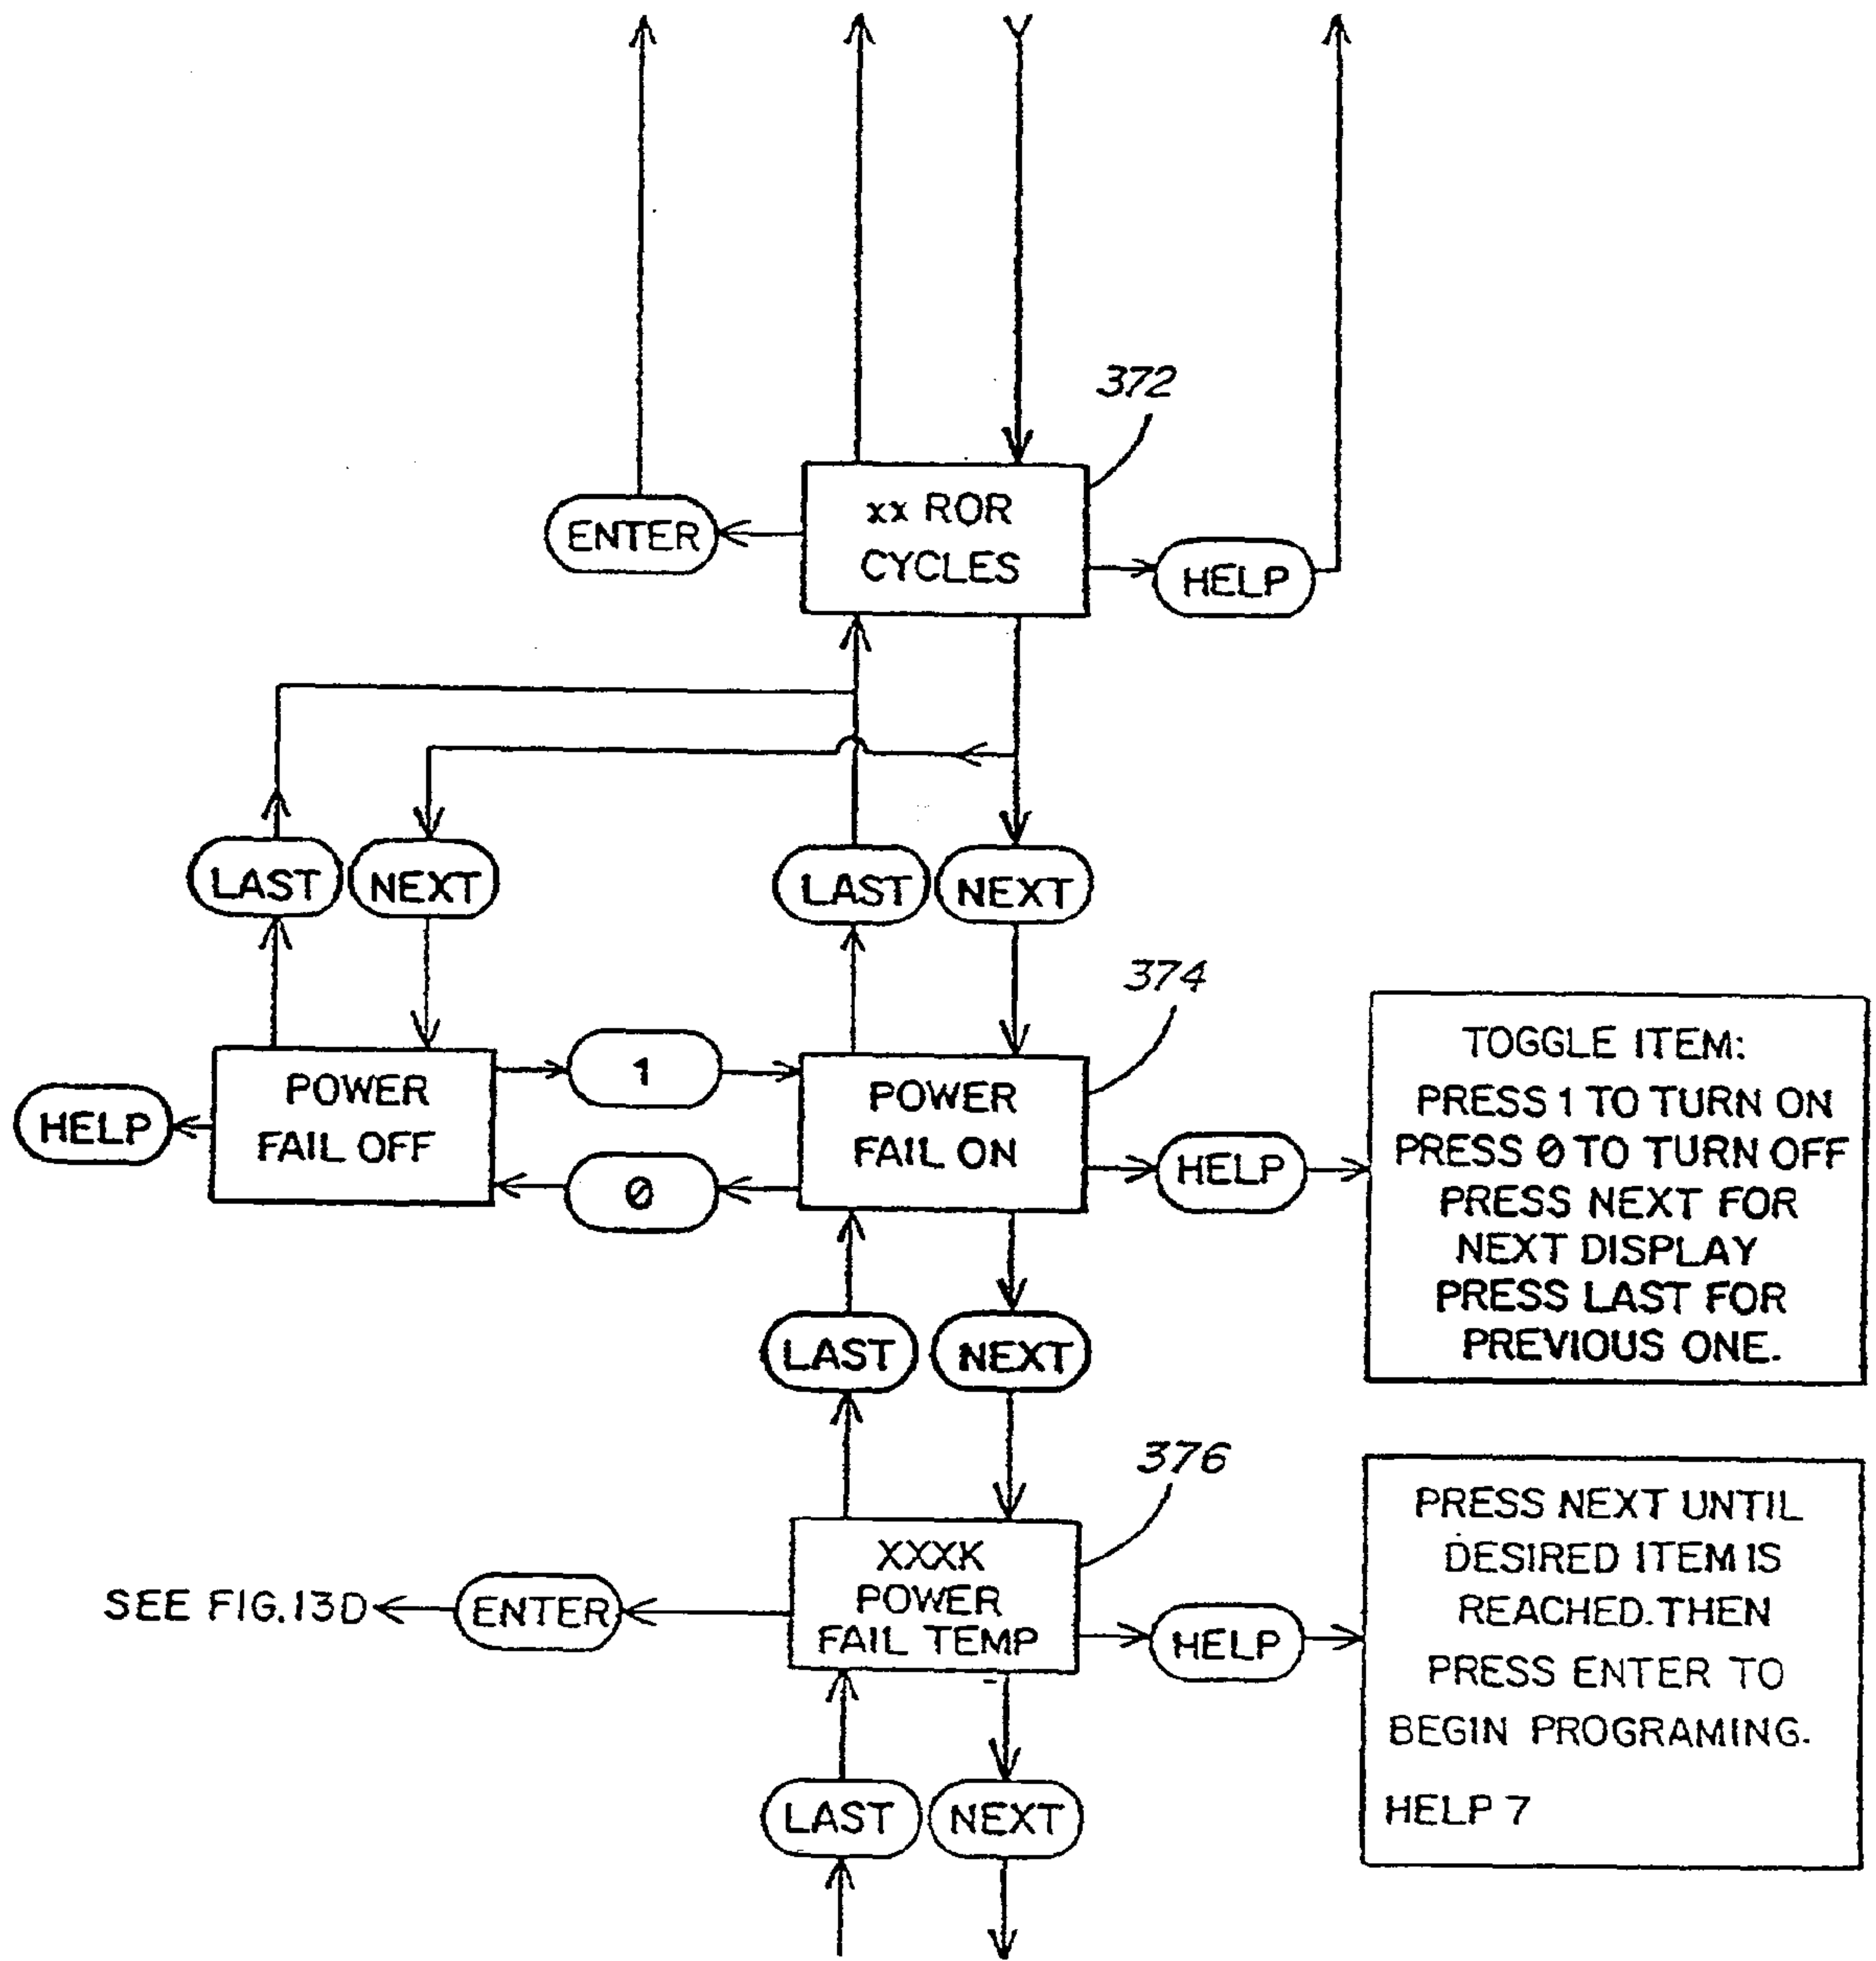 372
xx ROR
CYCLES
ENTER
HELP
LAST
NEXT
LAST
NEXT
374
POWER
FAIL OFF
HELP
1
0
POWER
FAIL ON
HELP
TOGGLE ITEM:
PRESS 1 TO TURN ON
PRESS 0 TO TURN OFF
PRESS NEXT FOR
NEXT DISPLAY
PRESS LAST FOR
PREVIOUS ONE.
LAST
NEXT
376
XXXK
POWER
FAIL TEMP
SEE FIG.13D
ENTER
HELP
PRESS NEXT UNTIL
DESIRED ITEM IS
REACHED.THEN
PRESS ENTER TO
BEGIN PROGRAMING.
HELP 7
LAST
NEXT